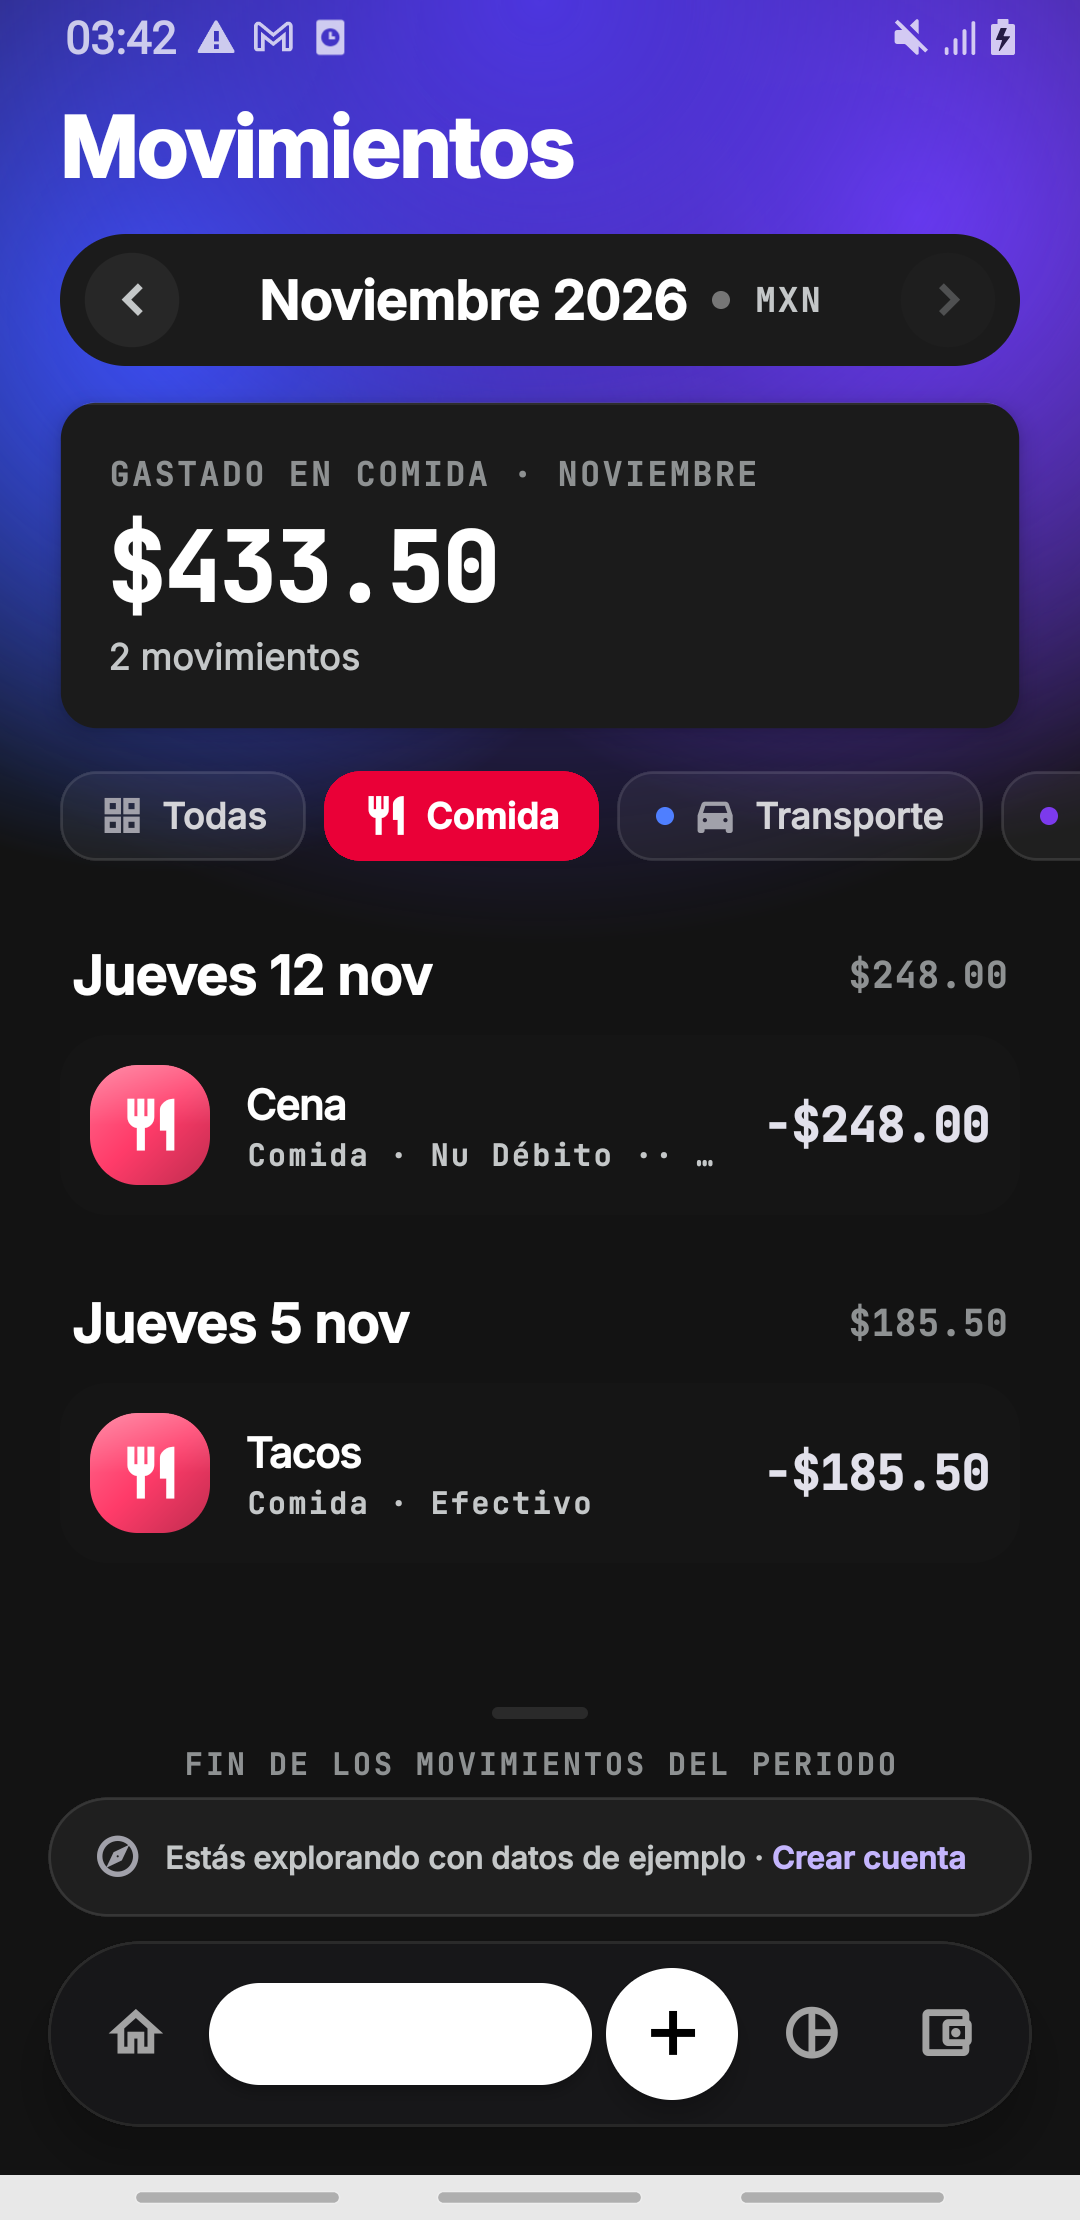 03:42
Movimientos
Noviembre 2026 • MXN
GASTADO EN COMIDA · NOVIEMBRE
$433.50
2 movimientos
Todas
Comida
Transporte
Jueves 12 nov
$248.00
Cena
-$248.00
Comida · Nu Débito ·· …
Jueves 5 nov
$185.50
Tacos
-$185.50
Comida · Efectivo
FIN DE LOS MOVIMIENTOS DEL PERIODO
Estás explorando con datos de ejemplo · Crear cuenta